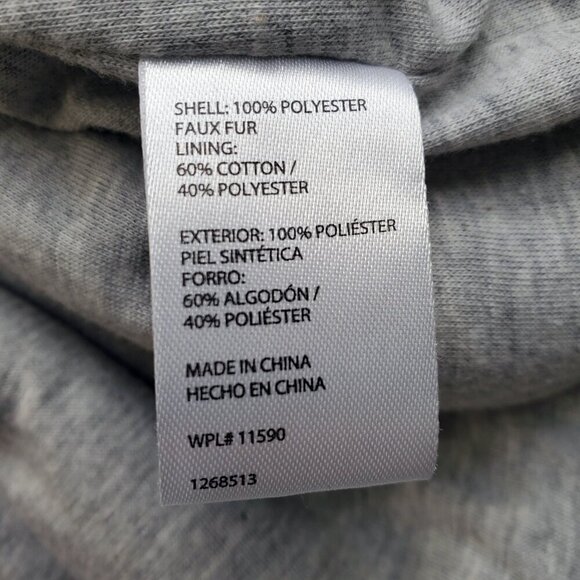 SHELL: 100% POLYESTER
FAUX FUR
LINING:
60% COTTON /
40% POLYESTER
EXTERIOR: 100% POLIÉSTER
PIEL SINTÉTICA
FORRO:
60% ALGODÓN /
40% POLIÉSTER
MADE IN CHINA
HECHO EN CHINA
WPL# 11590
1268513